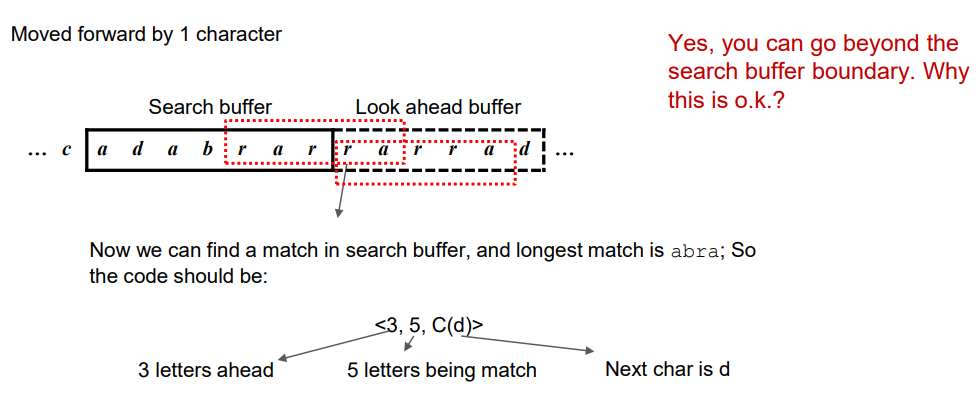 Moved forward by 1 character
Yes, you can go beyond the
search buffer boundary. Why
this is o.k.?
Search buffer
Look ahead buffer
... c a d a b r a r r a r r a d ...
Now we can find a match in search buffer, and longest match is abra; So
the code should be:
<3, 5, C(d)>
3 letters ahead
5 letters being match
Next char is d